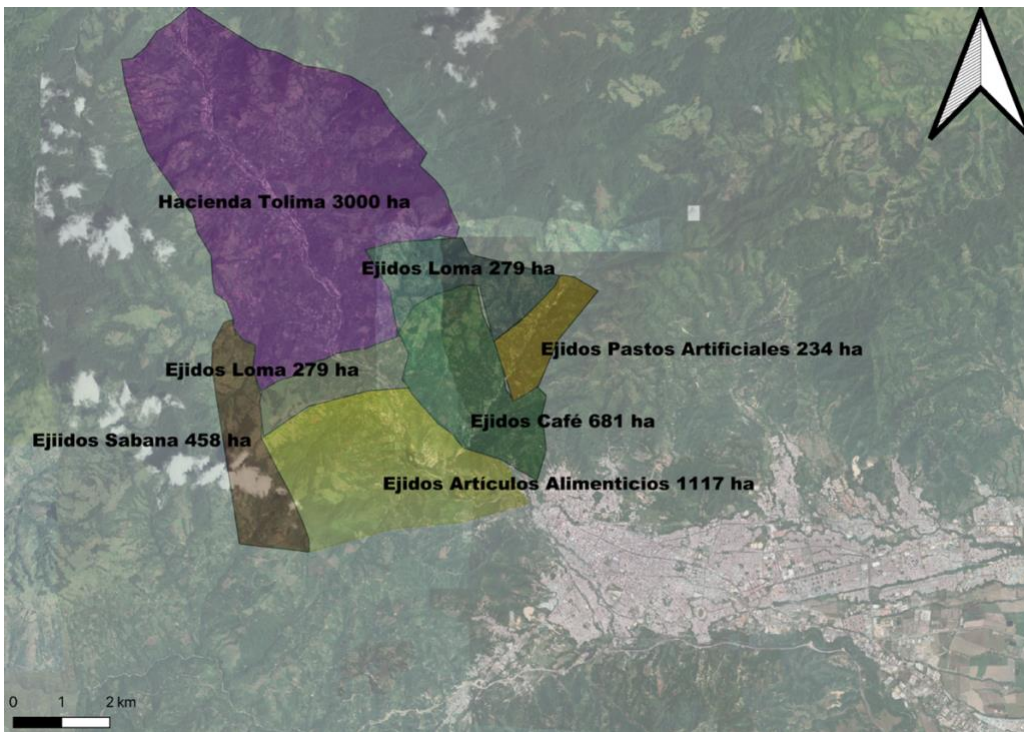 Hacienda Tolima 3000 ha
Ejidos Loma 279 ha
Ejidos Pastos Artificiales 234 ha
Ejidos Loma 279 ha
Ejidos Café 681 ha
Ejiidos Sabana 458 ha
Ejidos Artículos Alimenticios 1117 ha
0 1 2 km